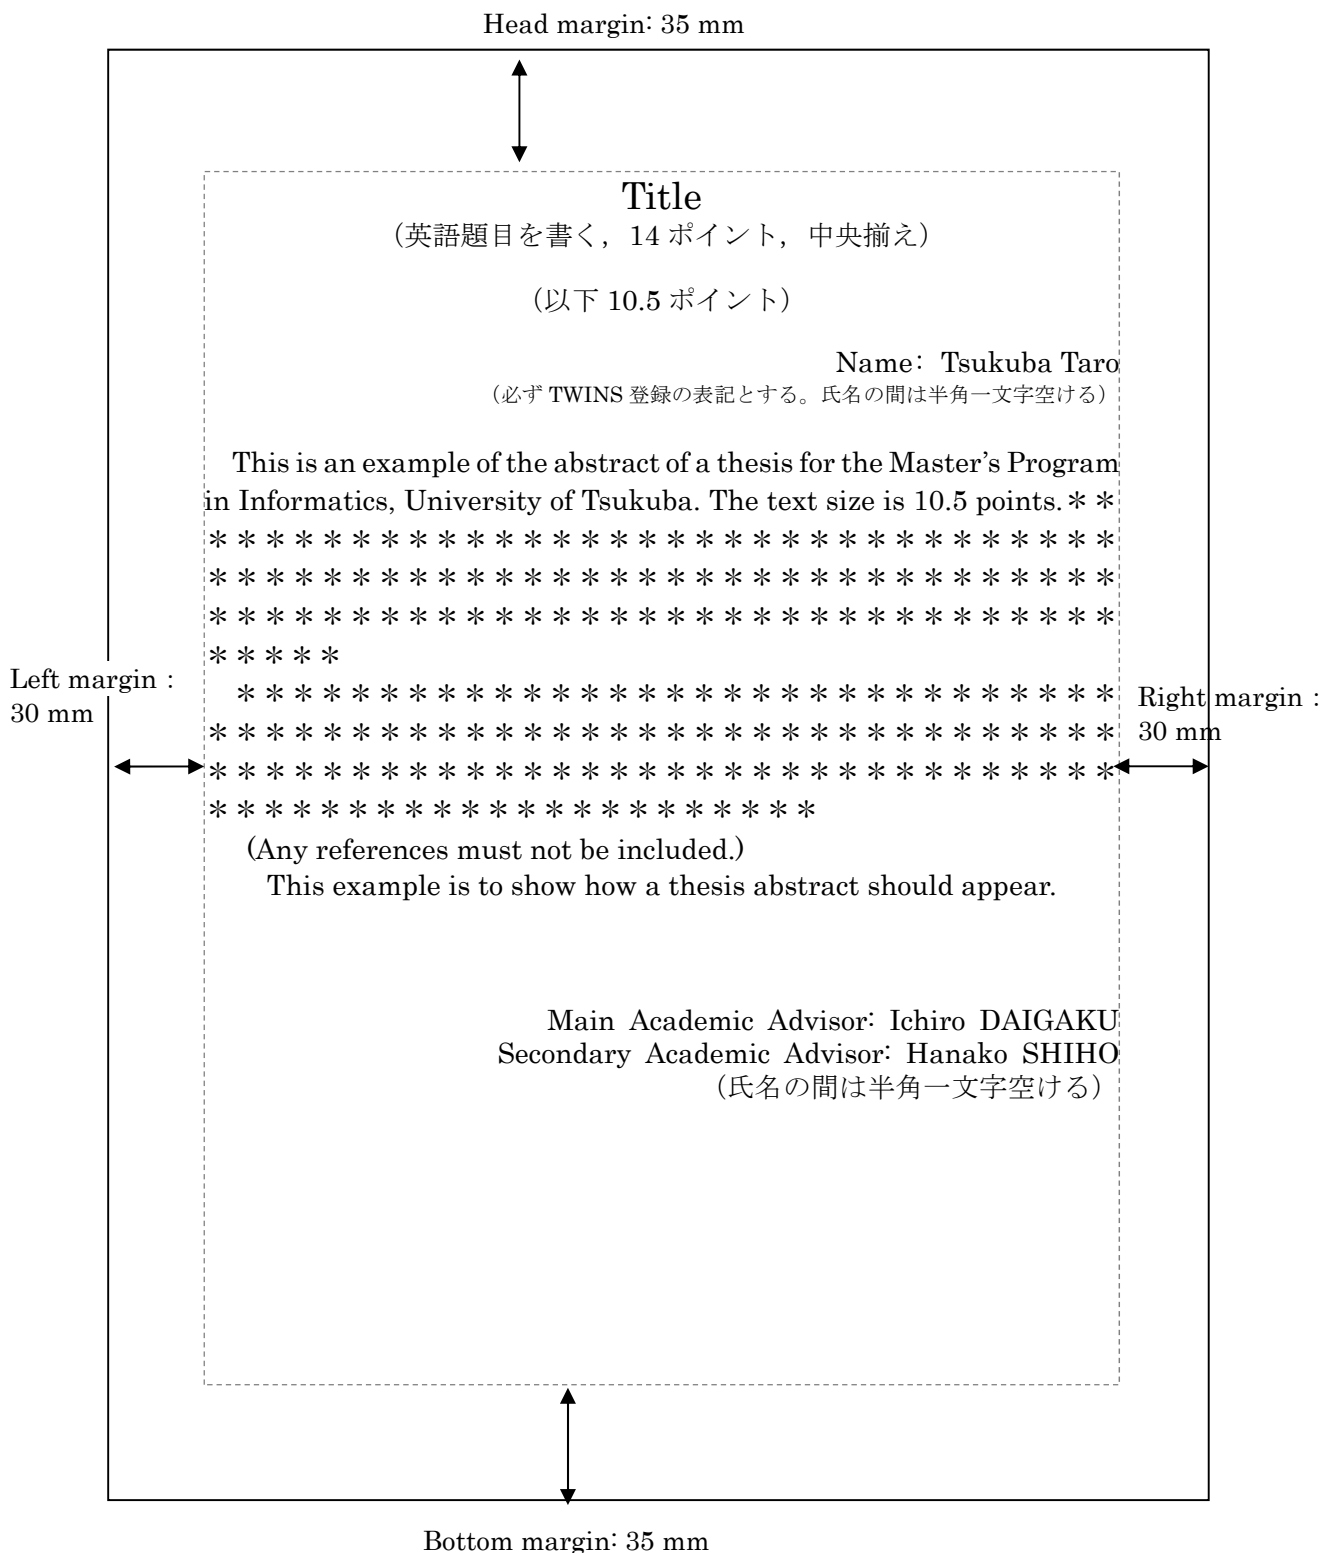 Head margin: 35 mm
Title
（英語題目を書く，14 ポイント，中央揃え）
（以下 10.5 ポイント）
Name： Tsukuba Taro
（必ず TWINS 登録の表記とする。氏名の間は半角一文字空ける）
This is an example of the abstract of a thesis for the Master’s Program
in Informatics, University of Tsukuba. The text size is 10.5 points.＊＊
＊＊＊＊＊＊＊＊＊＊＊＊＊＊＊＊＊＊＊＊＊＊＊＊＊＊＊＊＊＊＊＊
＊＊＊＊＊＊＊＊＊＊＊＊＊＊＊＊＊＊＊＊＊＊＊＊＊＊＊＊＊＊＊＊
＊＊＊＊＊＊＊＊＊＊＊＊＊＊＊＊＊＊＊＊＊＊＊＊＊＊＊＊＊＊＊＊
＊＊＊＊＊
Left margin：
30 mm
＊＊＊＊＊＊＊＊＊＊＊＊＊＊＊＊＊＊＊＊＊＊＊＊＊＊＊＊＊＊＊
＊＊＊＊＊＊＊＊＊＊＊＊＊＊＊＊＊＊＊＊＊＊＊＊＊＊＊＊＊＊＊＊
＊＊＊＊＊＊＊＊＊＊＊＊＊＊＊＊＊＊＊＊＊＊＊＊＊＊＊＊＊＊＊＊
＊＊＊＊＊＊＊＊＊＊＊＊＊＊＊＊＊＊＊＊＊＊
Right margin：
30 mm
(Any references must not be included.)
This example is to show how a thesis abstract should appear.
Main Academic Advisor: Ichiro DAIGAKU
Secondary Academic Advisor: Hanako SHIHO
（氏名の間は半角一文字空ける）
Bottom margin: 35 mm